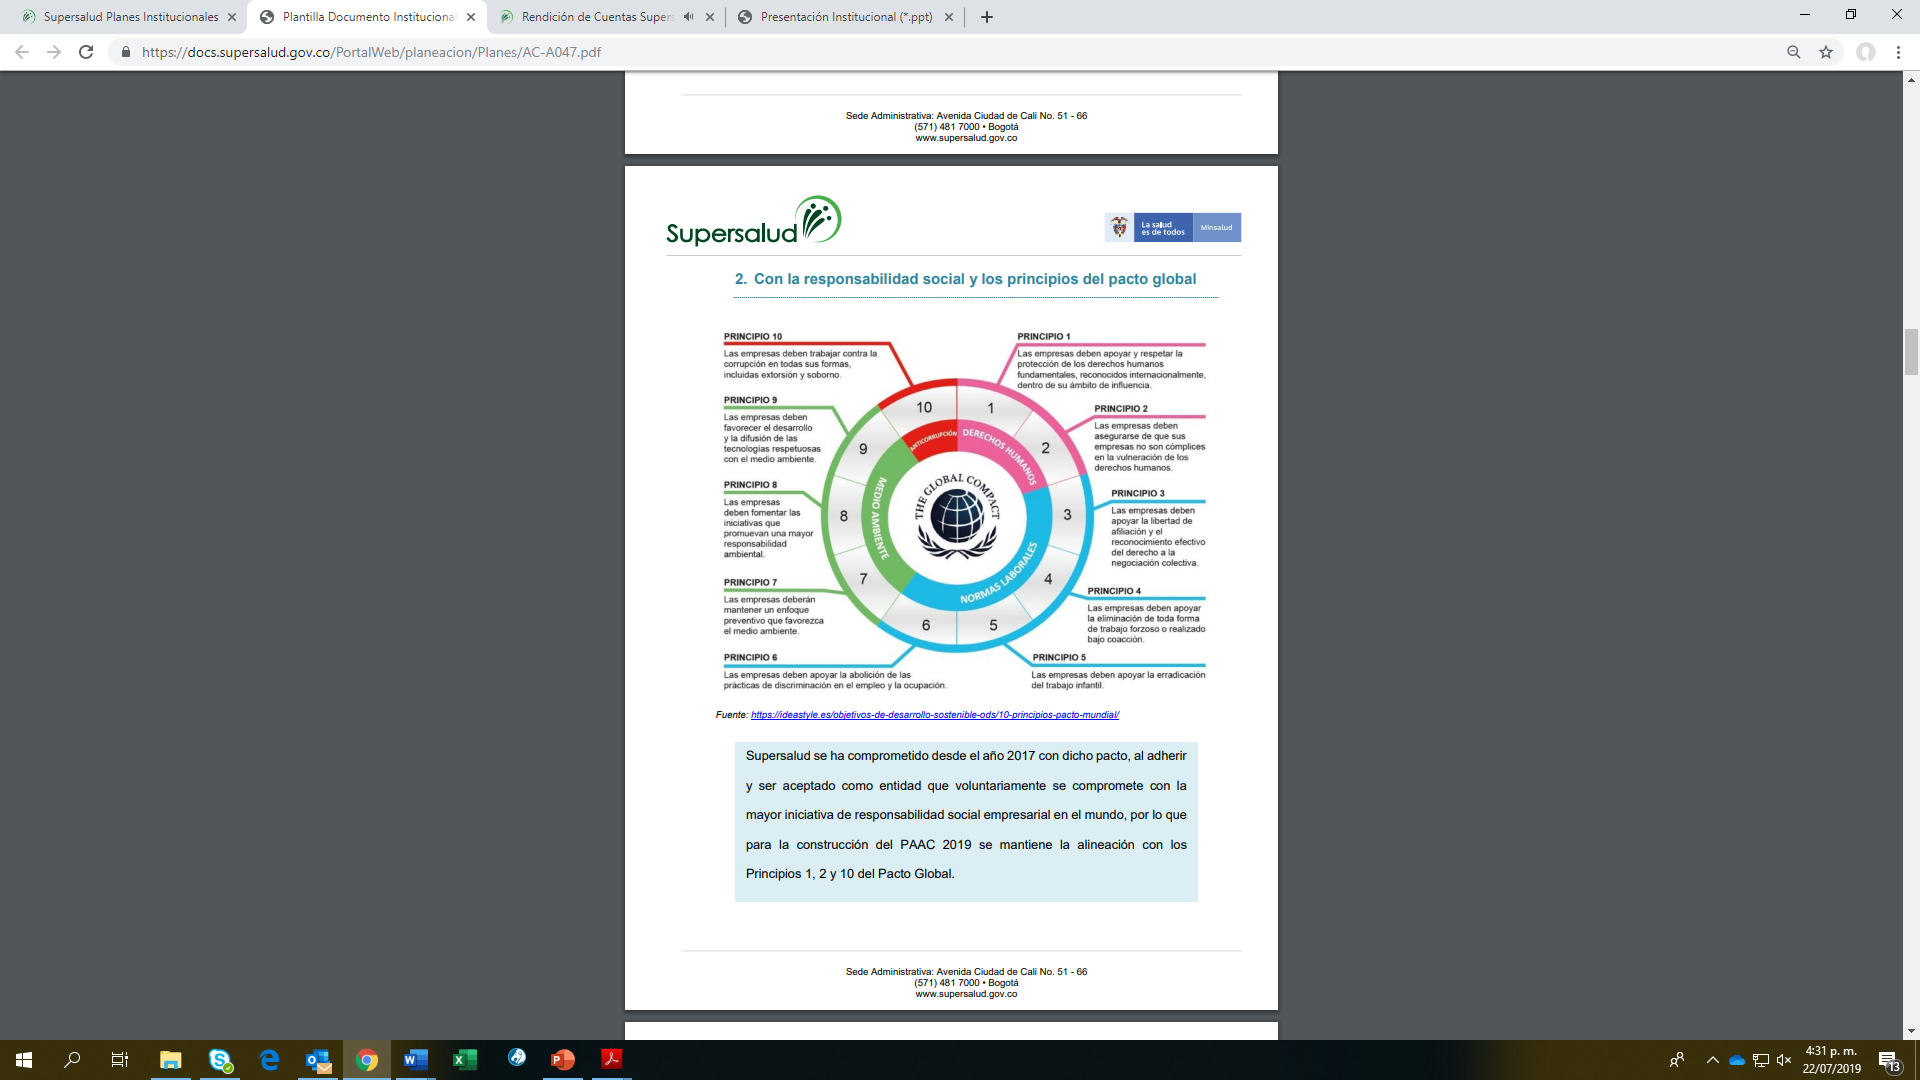 Supersalud Planes Institucionales
Plantilla Documento Institucional
Rendición de Cuentas Supers
Presentación Institucional (*.ppt)
https://docs.supersalud.gov.co/PortalWeb/planeacion/Planes/AC-A047.pdf
Sede Administrativa: Avenida Ciudad de Cali No. 51 - 66
(571) 481 7000 • Bogotá
www.supersalud.gov.co
Supersalud
La salud
es de todos
Minsalud
2. Con la responsabilidad social y los principios del pacto global
PRINCIPIO 10
Las empresas deben trabajar contra la
corrupción en todas sus formas,
incluidas extorsión y soborno.
PRINCIPIO 9
Las empresas deben
favorecer el desarrollo
y la difusión de las
tecnologías respetuosas
con el medio ambiente.
PRINCIPIO 8
Las empresas
deben fomentar las
iniciativas que
promuevan una mayor
responsabilidad
ambiental.
PRINCIPIO 7
Las empresas deberán
mantener un enfoque
preventivo que favorezca
el medio ambiente.
PRINCIPIO 6
Las empresas deben apoyar la abolición de las
prácticas de discriminación en el empleo y la ocupación.
PRINCIPIO 1
Las empresas deben apoyar y respetar la
protección de los derechos humanos
fundamentales, reconocidos internacionalmente,
dentro de su ámbito de influencia.
PRINCIPIO 2
Las empresas deben
asegurarse de que sus
empresas no son cómplices
en la vulneración de los
derechos humanos.
PRINCIPIO 3
Las empresas deben
apoyar la libertad de
afiliación y el
reconocimiento efectivo
del derecho a la
negociación colectiva.
PRINCIPIO 4
Las empresas deben apoyar
la eliminación de toda forma
de trabajo forzoso o realizado
bajo coacción.
PRINCIPIO 5
Las empresas deben apoyar la erradicación
del trabajo infantil.
10
1
2
3
4
5
6
7
8
9
ANTICORRUPCIÓN
DERECHOS HUMANOS
NORMAS LABORALES
MEDIO AMBIENTE
THE GLOBAL COMPACT
Fuente: https://ideastyle.es/objetivos-de-desarrollo-sostenible-ods/10-principios-pacto-mundial/
Supersalud se ha comprometido desde el año 2017 con dicho pacto, al adherir
y ser aceptado como entidad que voluntariamente se compromete con la
mayor iniciativa de responsabilidad social empresarial en el mundo, por lo que
para la construcción del PAAC 2019 se mantiene la alineación con los
Principios 1, 2 y 10 del Pacto Global.
Sede Administrativa: Avenida Ciudad de Cali No. 51 - 66
(571) 481 7000 • Bogotá
www.supersalud.gov.co
4:31 p. m.
22/07/2019
13